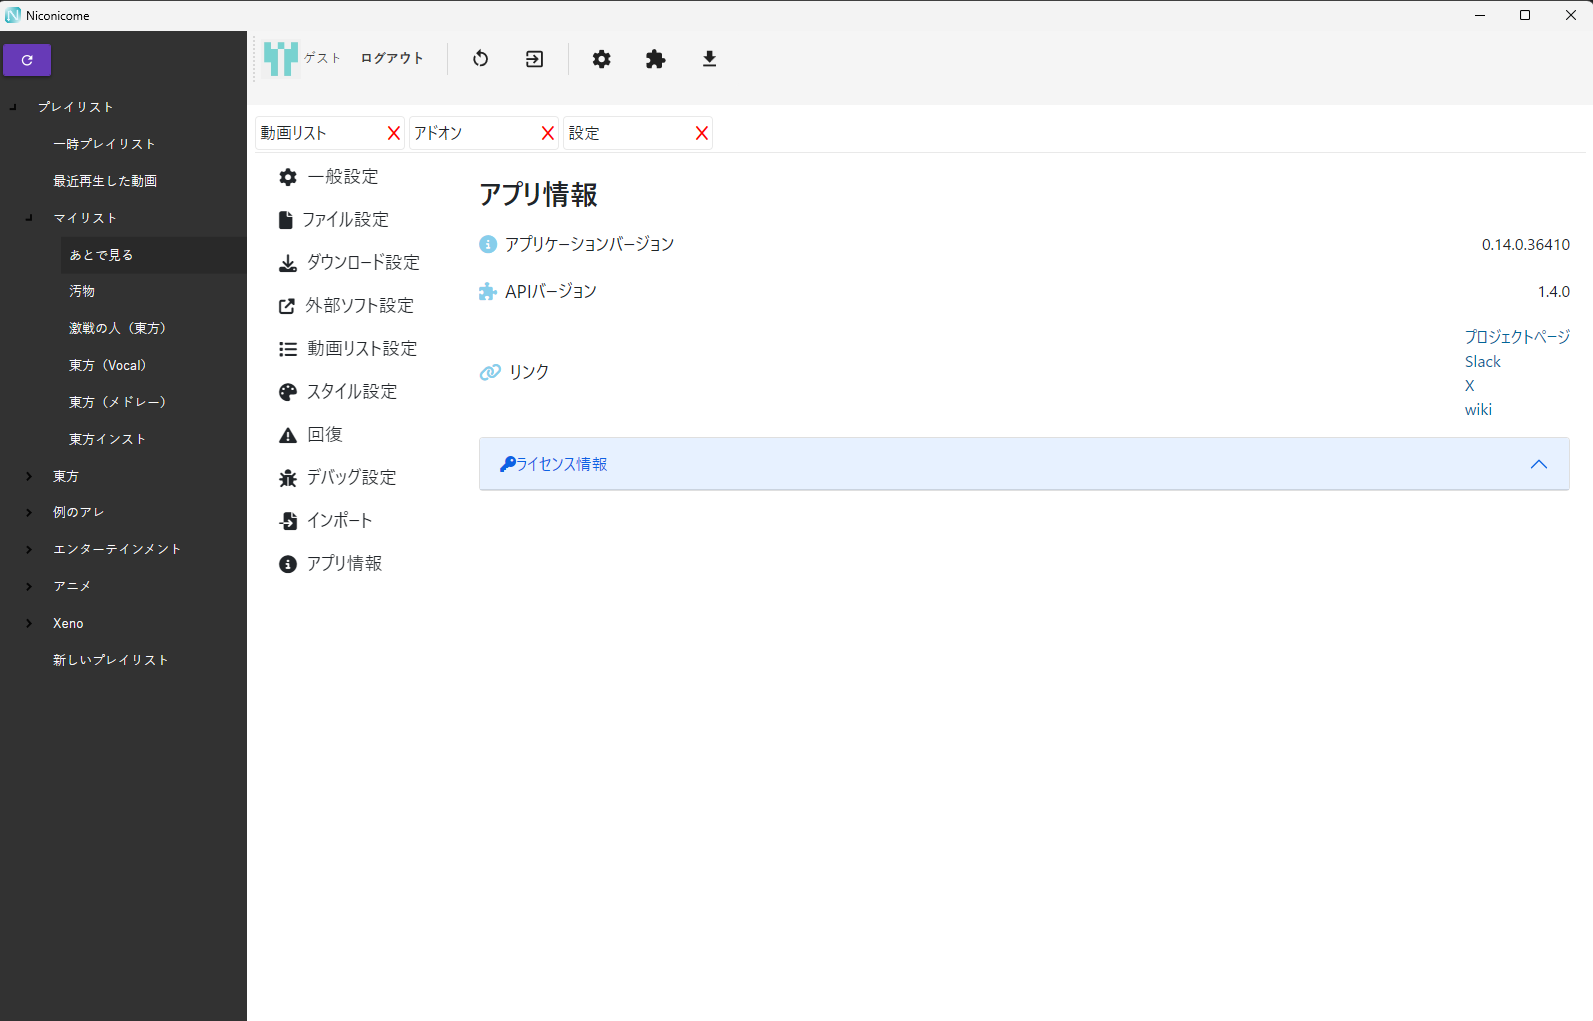 Niconicome
ゲスト
ログアウト
プレイリスト
一時プレイリスト
最近再生した動画
マイリスト
あとで見る
汚物
激戦の人（東方）
東方（Vocal）
東方（メドレー）
東方インスト
東方
例のアレ
エンターテインメント
アニメ
Xeno
新しいプレイリスト
動画リスト X
アドオン X
設定 X
一般設定
ファイル設定
ダウンロード設定
外部ソフト設定
動画リスト設定
スタイル設定
回復
デバッグ設定
インポート
アプリ情報
アプリ情報
アプリケーションバージョン 0.14.0.36410
APIバージョン 1.4.0
リンク
プロジェクトページ
Slack
X
wiki
ライセンス情報